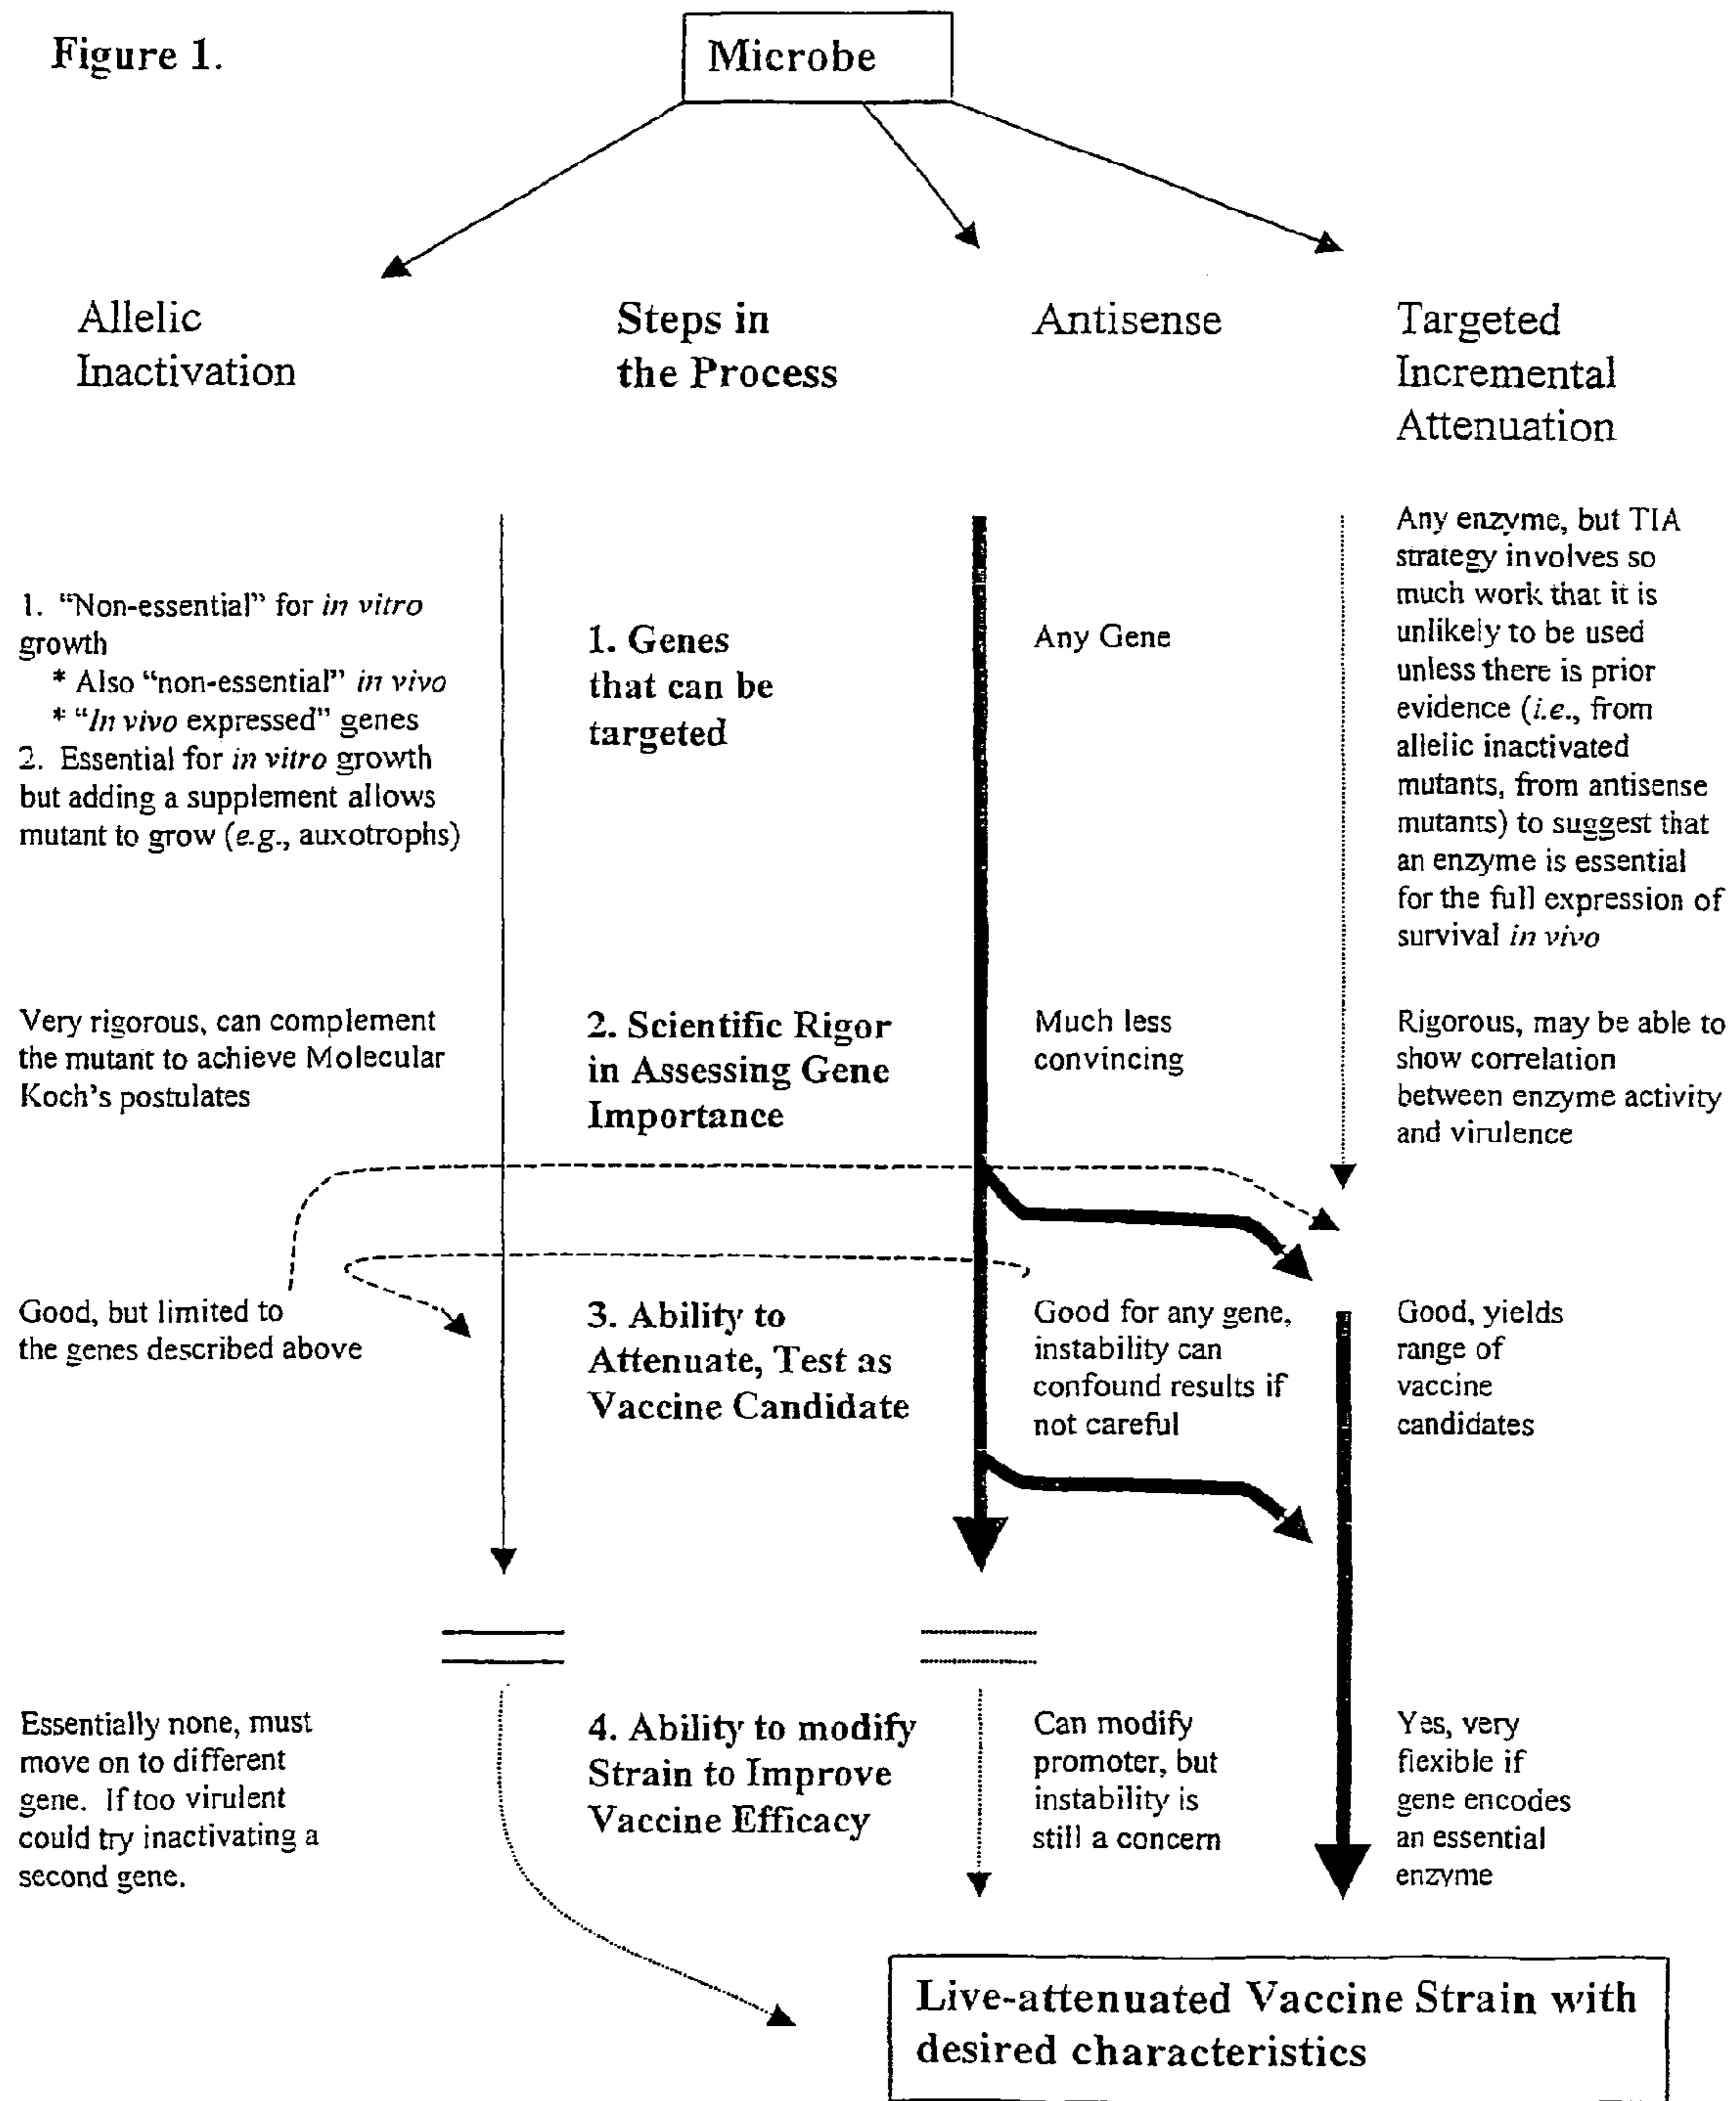 Figure 1.
Microbe
Allelic
Inactivation
Steps in
the Process
Antisense
Targeted
Incremental
Attenuation
1. "Non-essential" for in vitro
growth
* Also "non-essential" in vivo
* "In vivo expressed" genes
2. Essential for in vitro growth
but adding a supplement allows
mutant to grow (e.g., auxotrophs)
1. Genes
that can be
targeted
Any Gene
Any enzyme, but TIA
strategy involves so
much work that it is
unlikely to be used
unless there is prior
evidence (i.e., from
allelic inactivated
mutants, from antisense
mutants) to suggest that
an enzyme is essential
for the full expression of
survival in vivo
Very rigorous, can complement
the mutant to achieve Molecular
Koch's postulates
2. Scientific Rigor
in Assessing Gene
Importance
Much less
convincing
Rigorous, may be able to
show correlation
between enzyme activity
and virulence
Good, but limited to
the genes described above
3. Ability to
Attenuate, Test as
Vaccine Candidate
Good for any gene,
instability can
confound results if
not careful
Good, yields
range of
vaccine
candidates
Essentially none, must
move on to different
gene. If too virulent
could try inactivating a
second gene.
4. Ability to modify
Strain to Improve
Vaccine Efficacy
Can modify
promoter, but
instability is
still a concern
Yes, very
flexible if
gene encodes
an essential
enzyme
Live-attenuated Vaccine Strain with
desired characteristics